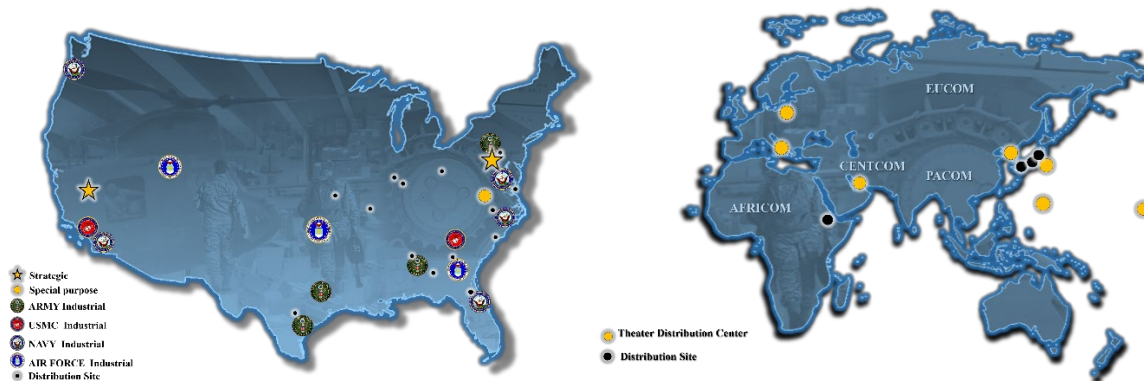 Strategic
Special purpose
ARMY Industrial
USMC Industrial
NAVY Industrial
AIR FORCE Industrial
Distribution Site
EUCOM
CENTCOM
PACOM
AFRICOM
Theater Distribution Center
Distribution Site